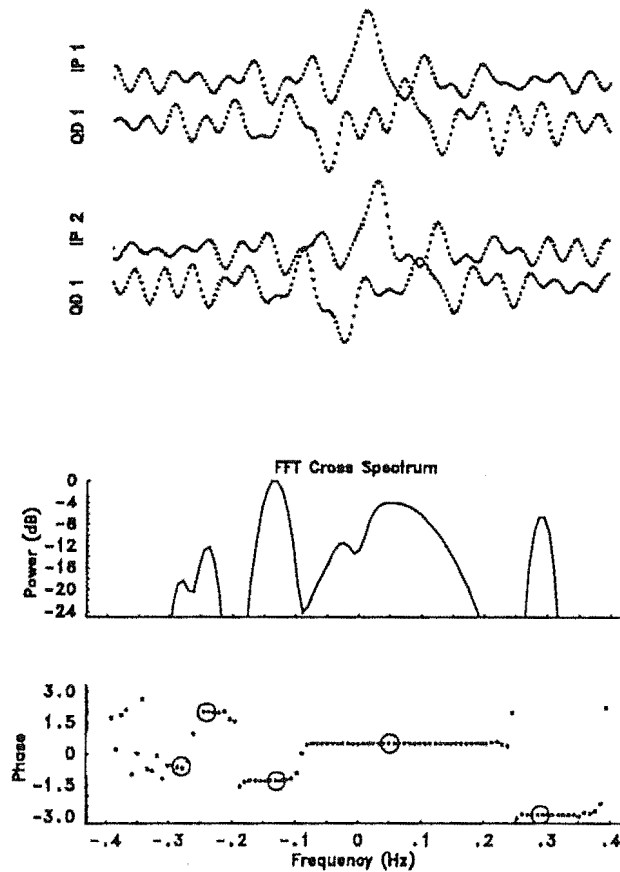 IP 1
QD 1
IP 2
QD 1
FFT Cross Spectrum
Power (dB)
0
-4
-8
-12
-16
-20
-24
Phase
3.0
1.5
0
-1.5
-3.0
-.4 -.3 -.2 -.1 0 .1 .2 .3 .4
Frequency (Hz)